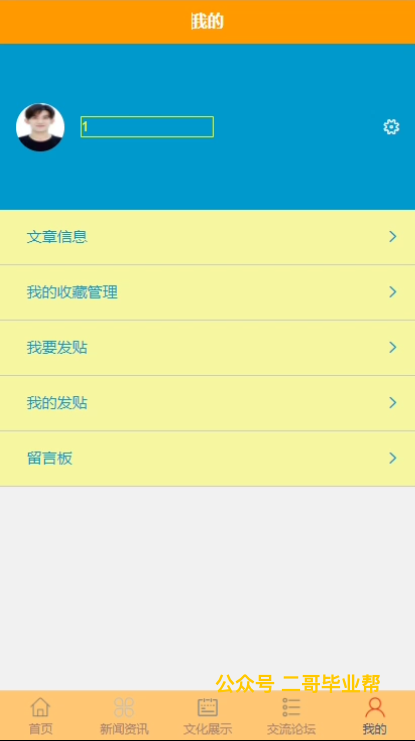 我的
1
文章信息
我的收藏管理
我要发贴
我的发贴
留言板
公众号 二哥毕业帮
首页 新闻资讯 文化展示 交流论坛 我的